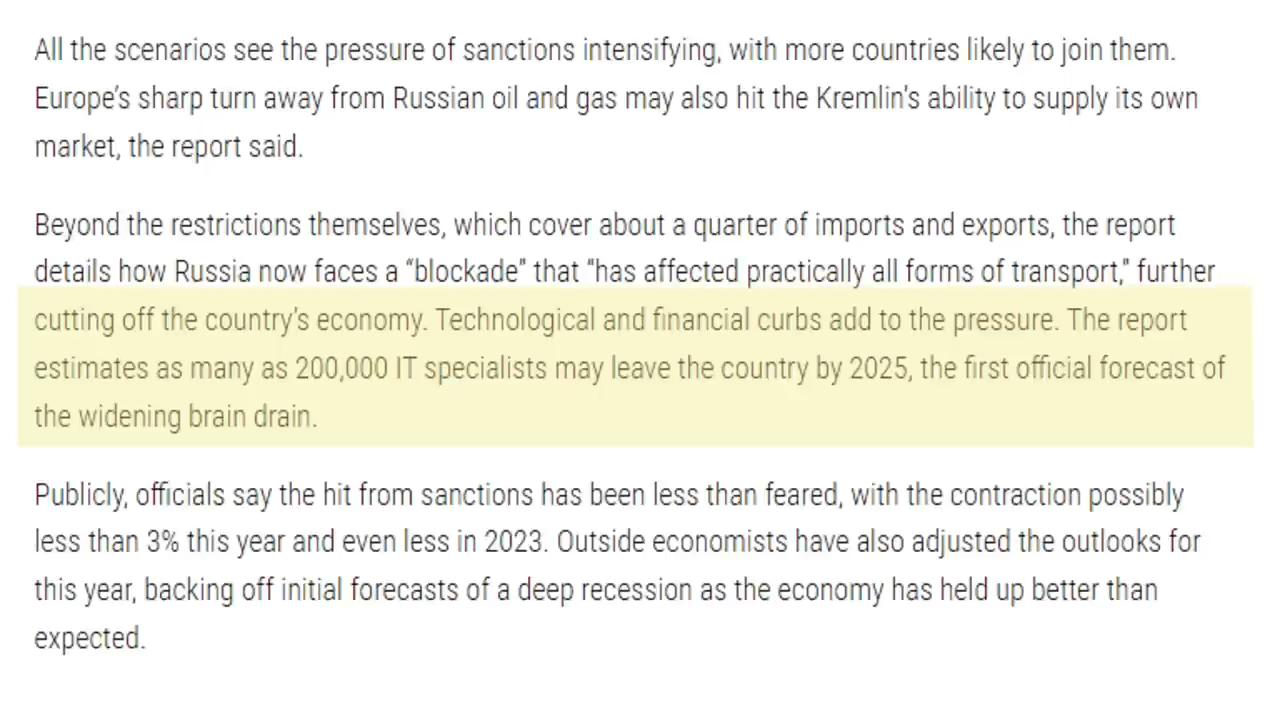 All the scenarios see the pressure of sanctions intensifying, with more countries likely to join them.
Europe’s sharp turn away from Russian oil and gas may also hit the Kremlin’s ability to supply its own
market, the report said.
Beyond the restrictions themselves, which cover about a quarter of imports and exports, the report
details how Russia now faces a “blockade” that “has affected practically all forms of transport,” further
cutting off the country’s economy. Technological and financial curbs add to the pressure. The report
estimates as many as 200,000 IT specialists may leave the country by 2025, the first official forecast of
the widening brain drain.
Publicly, officials say the hit from sanctions has been less than feared, with the contraction possibly
less than 3% this year and even less in 2023. Outside economists have also adjusted the outlooks for
this year, backing off initial forecasts of a deep recession as the economy has held up better than
expected.